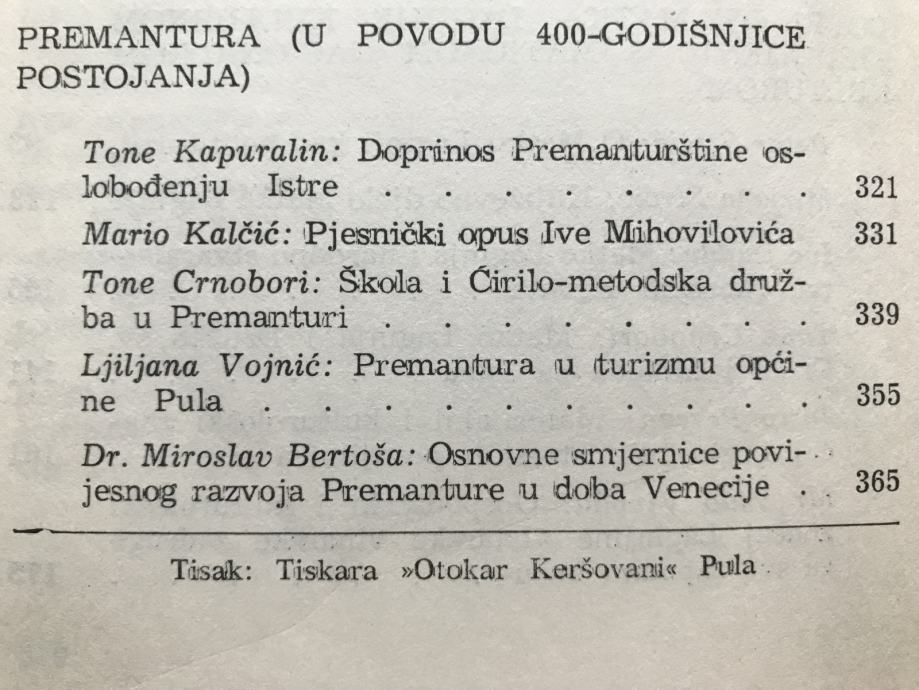 PREMANTURA (U POVODU 400-GODIŠNJICE
POSTOJANJA)
Tone Kapuralin: Doprinos Premanturštine os-
lobođenju Istre . . . . . . . . 321
Mario Kalčić: Pjesnički opus Ive Mihovilovića 331
Tone Crnobori: Škola i Ćirilo-metodska druž-
ba u Premanturi . . . . . . . . 339
Ljiljana Vojnić: Premantura u turizmu opći-
ne Pula . . . . . . . . . . 355
Dr. Miroslav Bertoša: Osnovne smjernice povi-
jesnog razvoja Premanture u doba Venecije . 365
Tisak: Tiskara »Otokar Keršovani« Pula